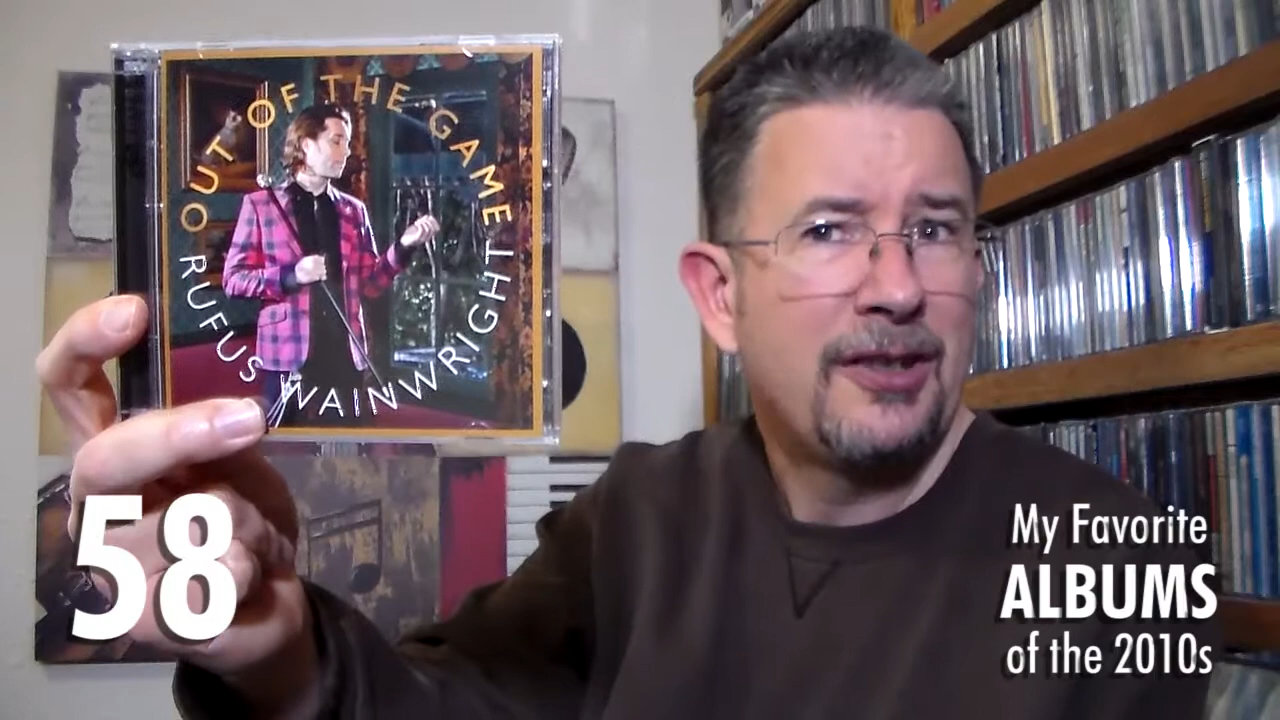 OUT OF THE GAME
RUFUS WAINWRIGHT
58
My Favorite
ALBUMS
of the 2010s